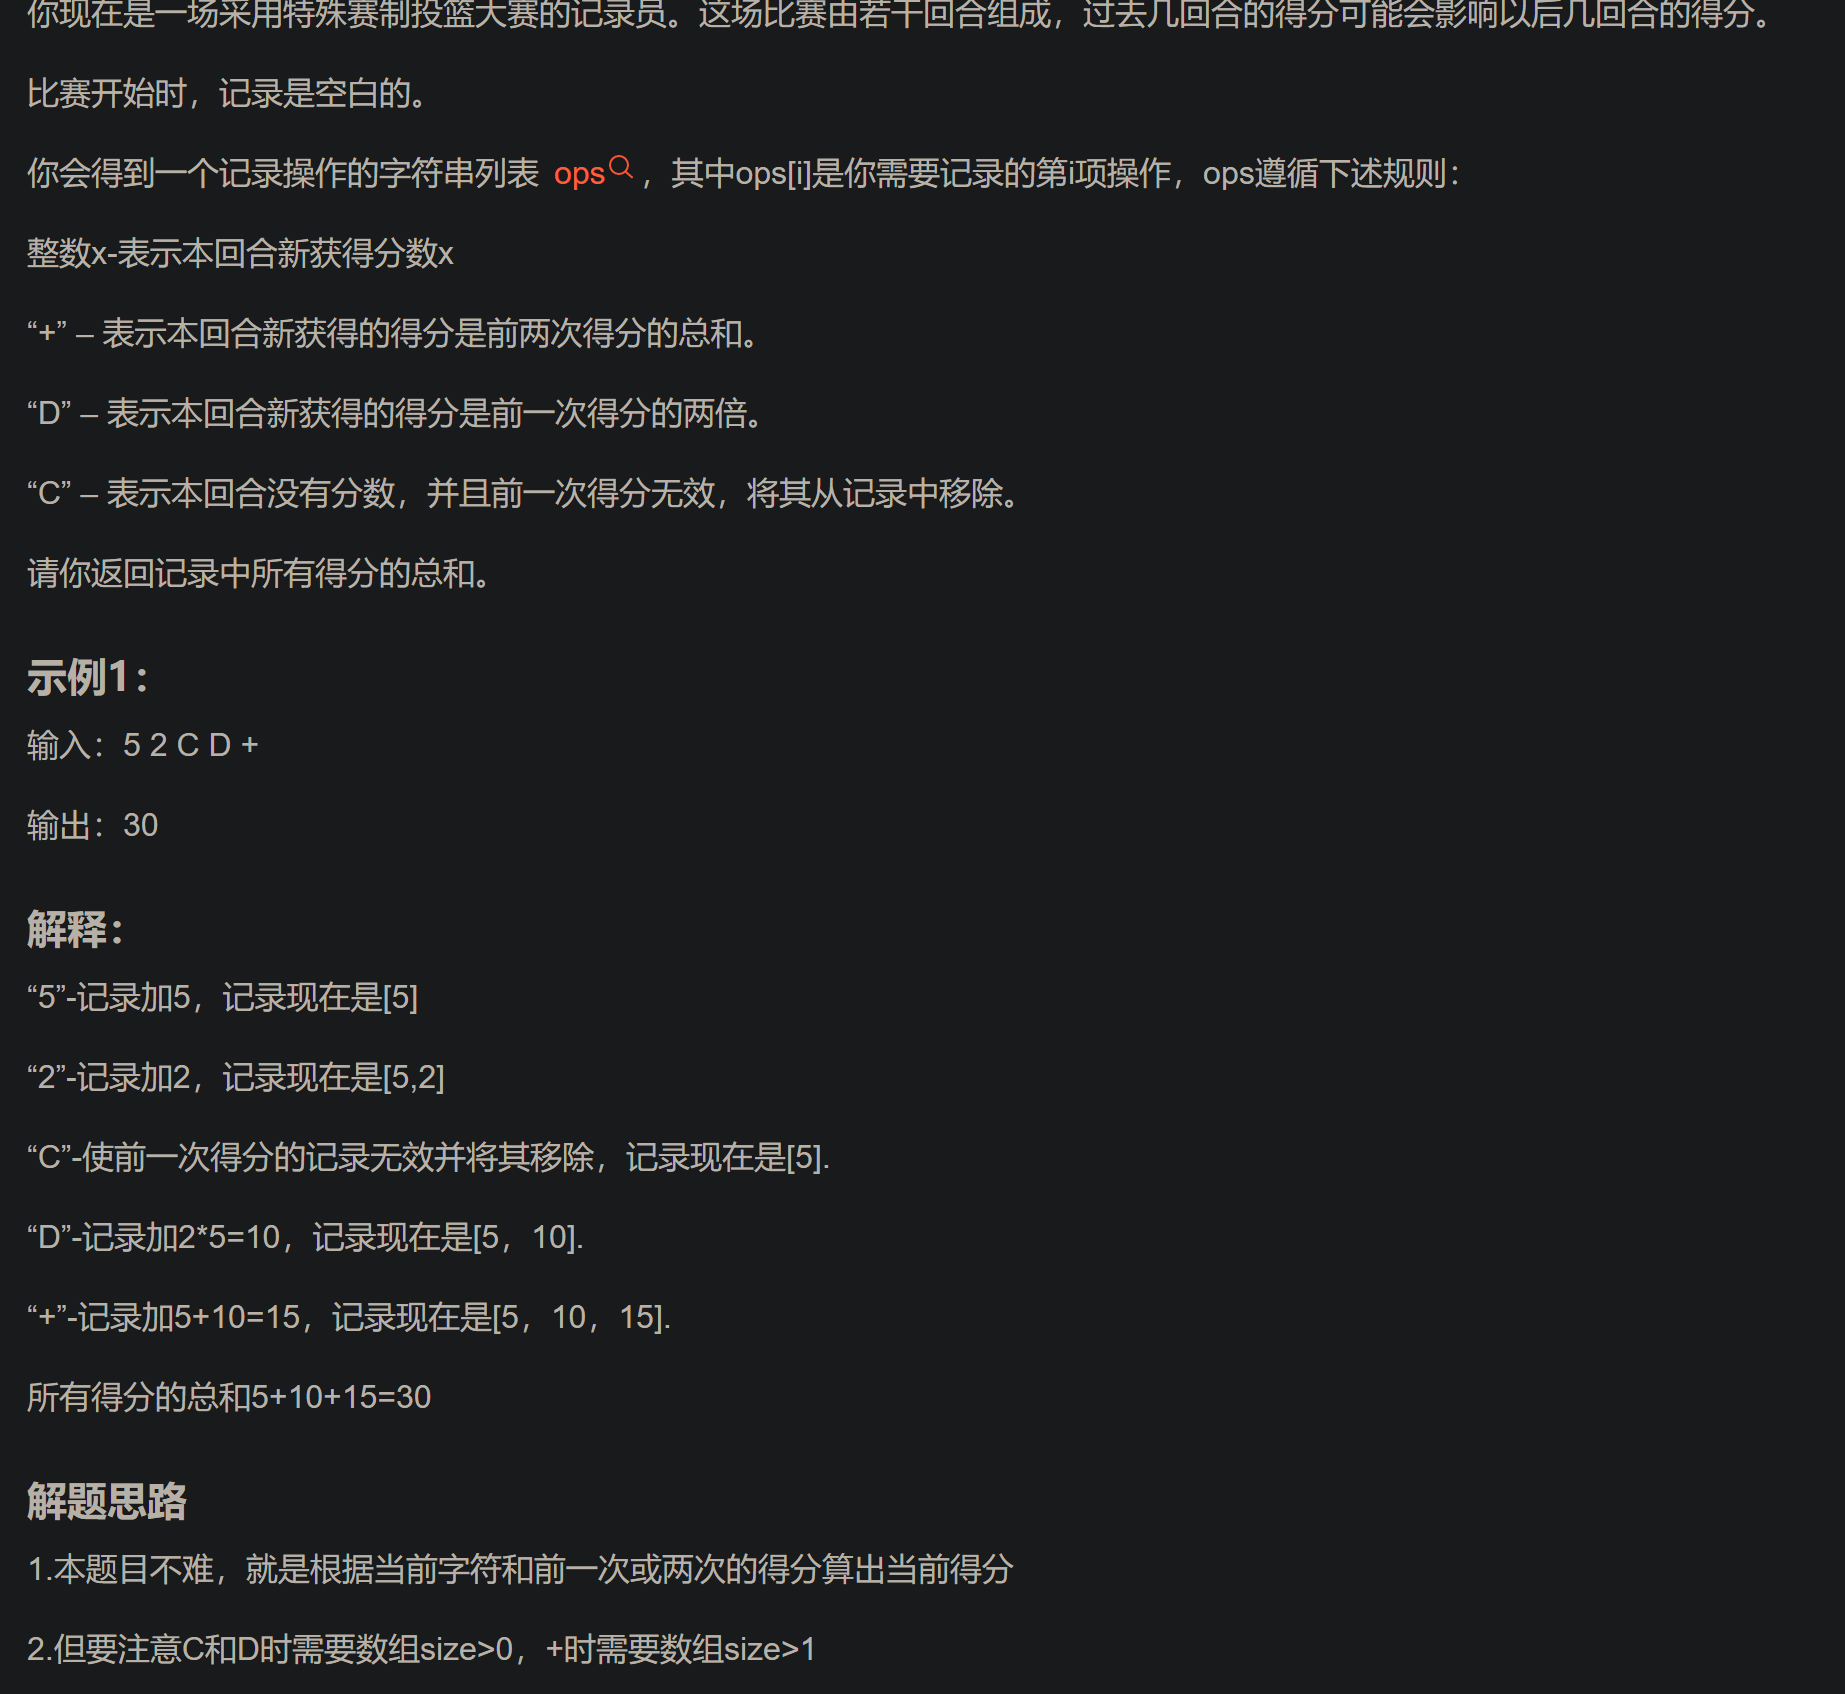 你现在是一场采用特殊赛制投篮大赛的记录员。这场比赛由若干回合组成，过去几回合的得分可能会影响以后几回合的得分。
比赛开始时，记录是空白的。
你会得到一个记录操作的字符串列表 ops，其中ops[i]是你需要记录的第i项操作，ops遵循下述规则：
整数x-表示本回合新获得分数x
“+” – 表示本回合新获得的得分是前两次得分的总和。
“D” – 表示本回合新获得的得分是前一次得分的两倍。
“C” – 表示本回合没有分数，并且前一次得分无效，将其从记录中移除。
请你返回记录中所有得分的总和。
示例1：
输入：5 2 C D +
输出：30
解释：
“5”-记录加5，记录现在是[5]
“2”-记录加2，记录现在是[5,2]
“C”-使前一次得分的记录无效并将其移除，记录现在是[5].
“D”-记录加2*5=10，记录现在是[5，10].
“+”-记录加5+10=15，记录现在是[5，10，15].
所有得分的总和5+10+15=30
解题思路
1.本题目不难，就是根据当前字符和前一次或两次的得分算出当前得分
2.但要注意C和D时需要数组size>0，+时需要数组size>1